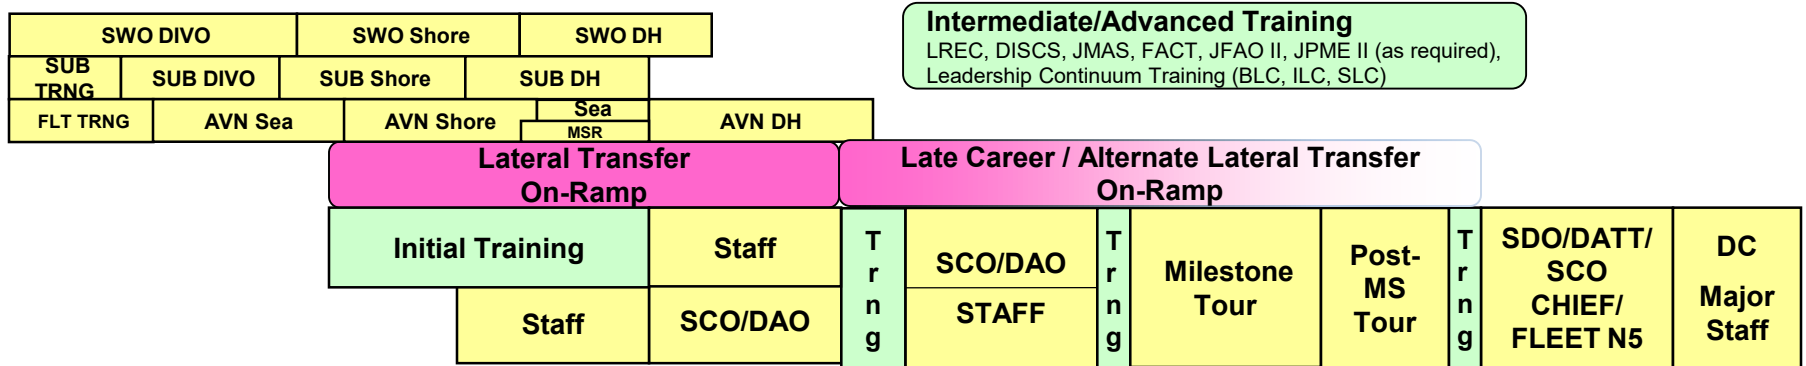 SWO DIVO
SWO Shore
SWO DH
Intermediate/Advanced Training
LREC, DISCS, JMAS, FACT, JFAO II, JPME II (as required),
Leadership Continuum Training (BLC, ILC, SLC)
SUB
TRNG
SUB DIVO
SUB Shore
SUB DH
FLT TRNG
AVN Sea
AVN Shore
Sea
MSR
AVN DH
Lateral Transfer
On-Ramp
Late Career / Alternate Lateral Transfer
On-Ramp
Initial Training
Staff
Staff
SCO/DAO
T
r
n
g
SCO/DAO
STAFF
T
r
n
g
Milestone
Tour
Post-
MS
Tour
T
r
n
g
SDO/DATT/
SCO
CHIEF/
FLEET N5
DC
Major
Staff